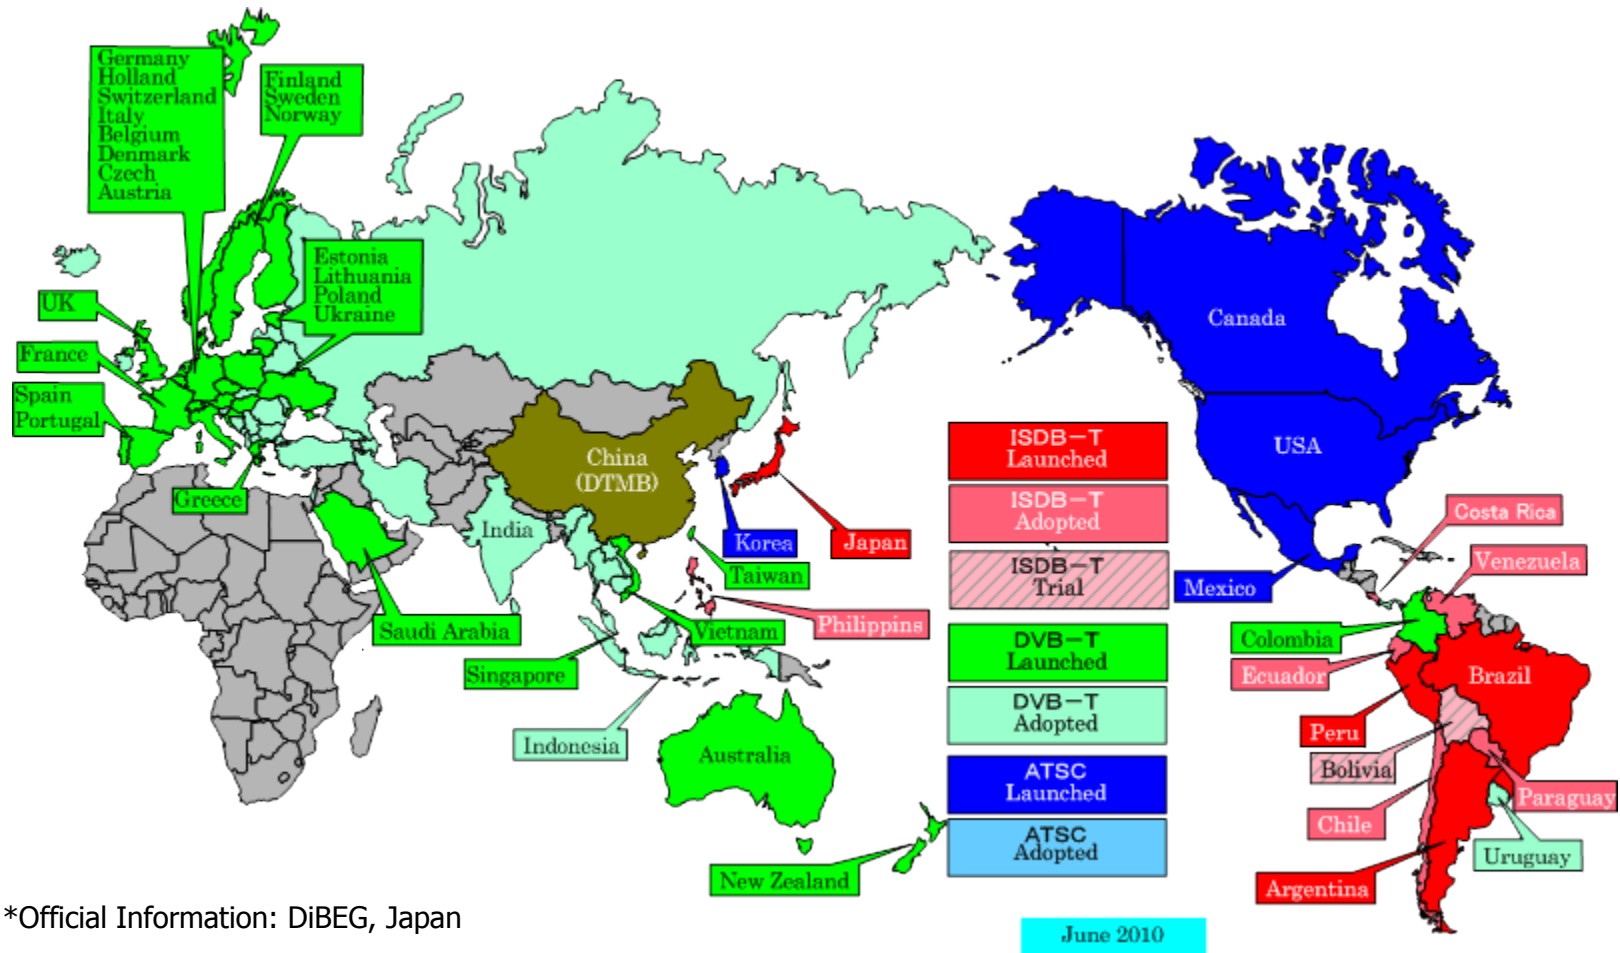 Germany
Holland
Switzerland
Italy
Belgium
Denmark
Czech
Austria
Finland
Sweden
Norway
Estonia
Lithuania
Poland
Ukraine
UK
France
Spain
Portugal
Greece
Saudi Arabia
India
China
(DTMB)
Korea
Japan
Taiwan
Philippins
Vietnam
Singapore
Indonesia
Australia
New Zealand
ISDB-T
Launched
ISDB-T
Adopted
ISDB-T
Trial
DVB-T
Launched
DVB-T
Adopted
ATSC
Launched
ATSC
Adopted
Canada
USA
Mexico
Costa Rica
Venezuela
Colombia
Ecuador
Brazil
Peru
Bolivia
Paraguay
Chile
Uruguay
Argentina
*Official Information: DiBEG, Japan
June 2010